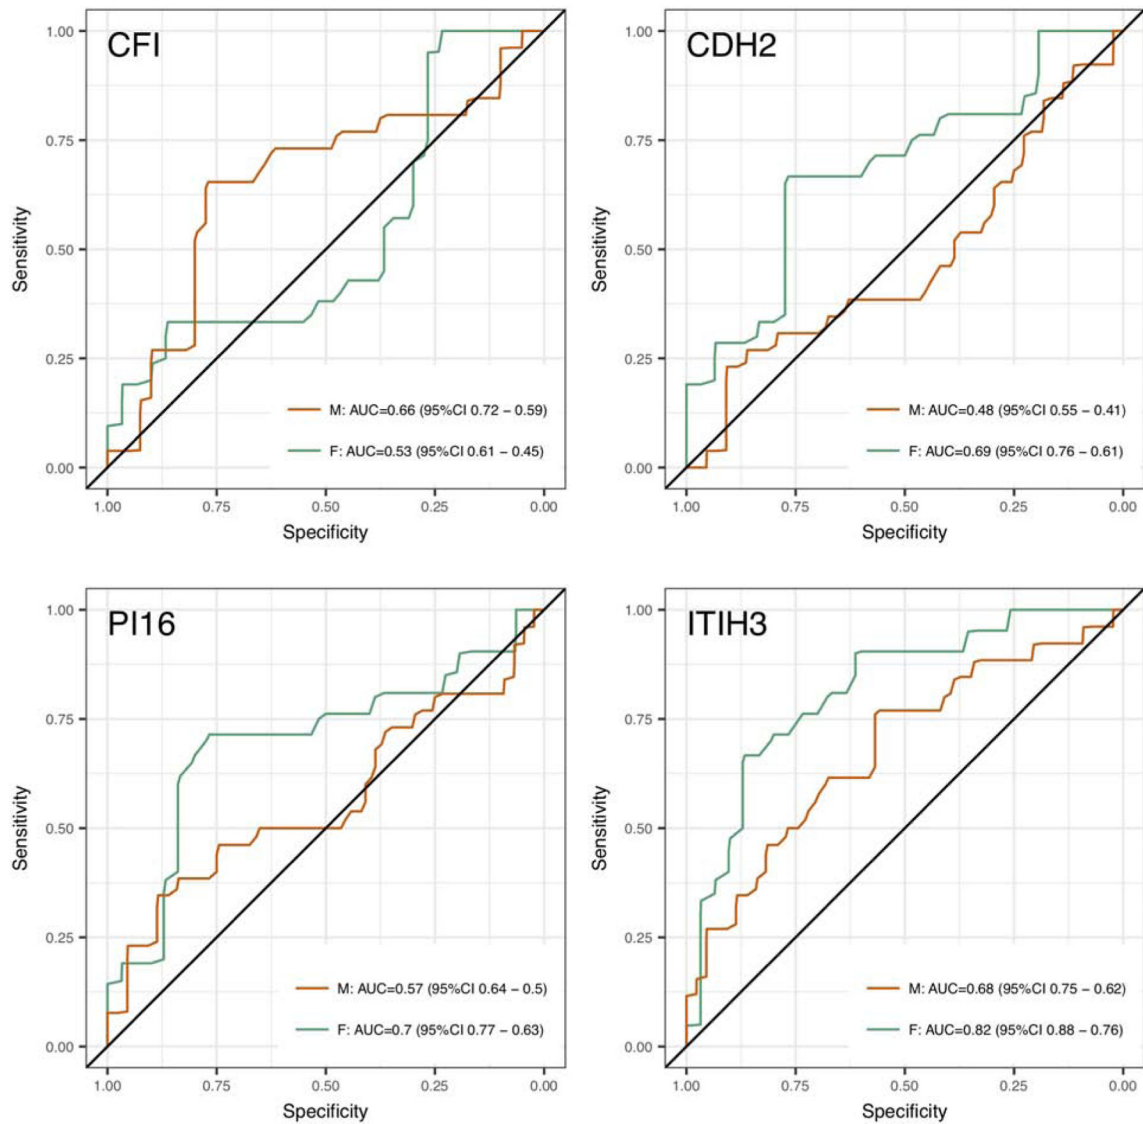 CFI
1.00
0.75
0.50
0.25
0.00
Sensitivity
M: AUC=0.66 (95%CI 0.72 − 0.59)
F: AUC=0.53 (95%CI 0.61 − 0.45)
1.00 0.75 0.50 0.25 0.00
Specificity
CDH2
1.00
0.75
0.50
0.25
0.00
Sensitivity
M: AUC=0.48 (95%CI 0.55 − 0.41)
F: AUC=0.69 (95%CI 0.76 − 0.61)
1.00 0.75 0.50 0.25 0.00
Specificity
PI16
1.00
0.75
0.50
0.25
0.00
Sensitivity
M: AUC=0.57 (95%CI 0.64 − 0.5)
F: AUC=0.7 (95%CI 0.77 − 0.63)
1.00 0.75 0.50 0.25 0.00
Specificity
ITIH3
1.00
0.75
0.50
0.25
0.00
Sensitivity
M: AUC=0.68 (95%CI 0.75 − 0.62)
F: AUC=0.82 (95%CI 0.88 − 0.76)
1.00 0.75 0.50 0.25 0.00
Specificity